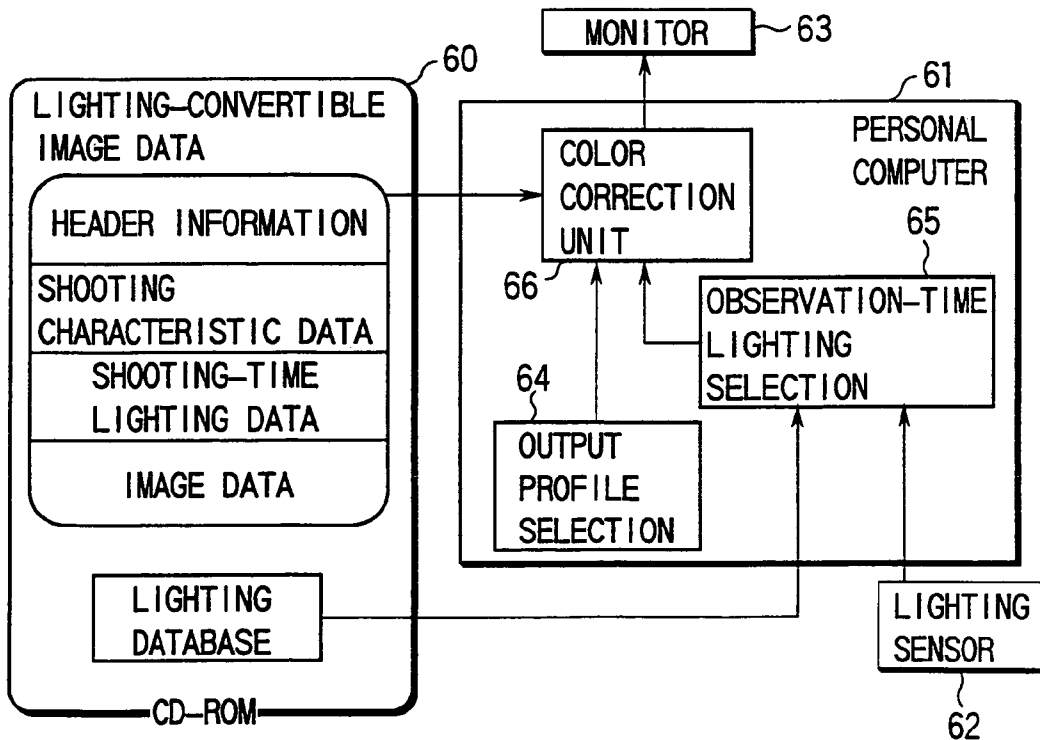 MONITOR
63
60
LIGHTING-CONVERTIBLE
IMAGE DATA
HEADER INFORMATION
SHOOTING
CHARACTERISTIC DATA
SHOOTING-TIME
LIGHTING DATA
IMAGE DATA
LIGHTING
DATABASE
CD-ROM
61
PERSONAL
COMPUTER
COLOR
CORRECTION
UNIT
66
65
OBSERVATION-TIME
LIGHTING
SELECTION
64
OUTPUT
PROFILE
SELECTION
LIGHTING
SENSOR
62